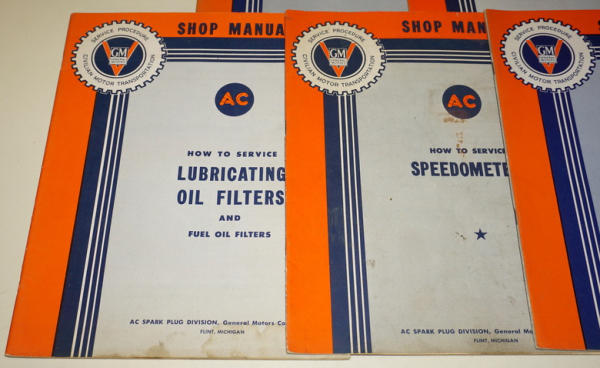 SHOP MANUA
SERVICE PROCEDURE
GM
CIVILIAN MOTOR TRANSPORTATION
AC
HOW TO SERVICE
LUBRICATING
OIL FILTERS
AND
FUEL OIL FILTERS
AC SPARK PLUG DIVISION, General Motors Co
FLINT, MICHIGAN
SHOP MAN
SERVICE PROCEDURE
GM
CIVILIAN MOTOR TRANSPORTATION
AC
HOW TO SERVICE
SPEEDOMETE
AC SPARK PLUG DIVISION, General Mo
FLINT, MICHIGAN
SERVICE PROCEDURE
GM
CIVILIAN MOTOR TRANSPORTATION